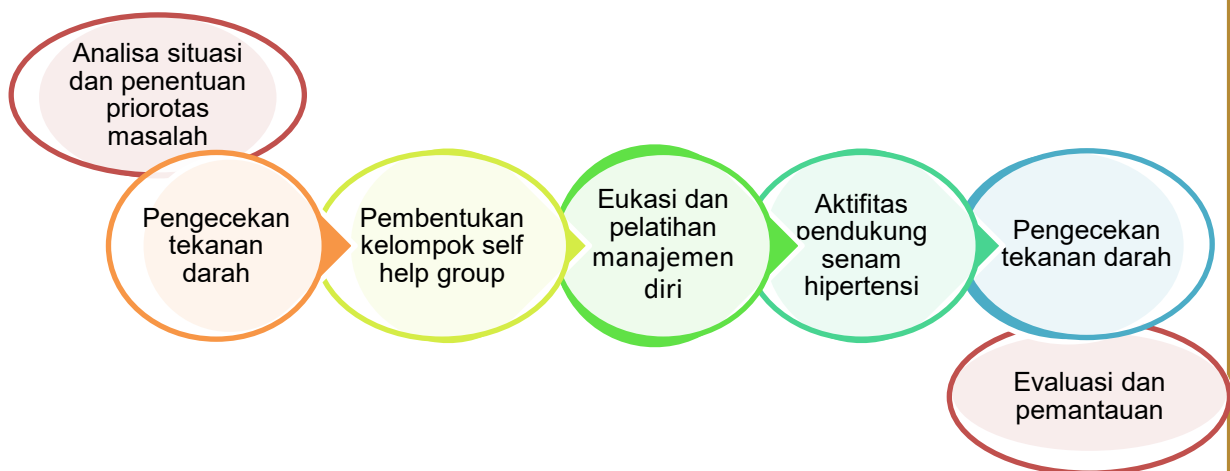 Analisa situasi
dan penentuan
priorotas
masalah
Pengecekan
tekanan
darah
Pembentukan
kelompok self
help group
Eukasi dan
pelatihan
manajemen
diri
Aktifitas
pendukung
senam
hipertensi
Pengecekan
tekanan darah
Evaluasi dan
pemantauan